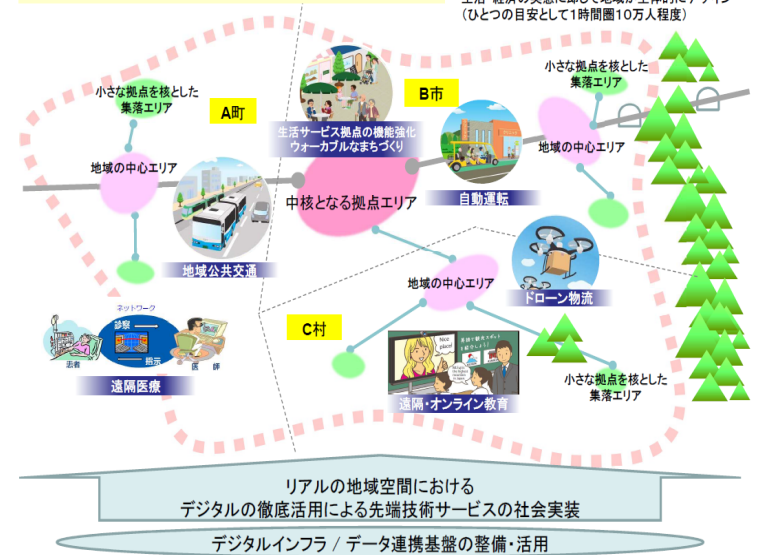 （ひとつの目安として１時間圏10万人程度）
小さな拠点を核とした
集落エリア
A町
B市
小さな拠点を核とした
集落エリア
生活サービス拠点の機能強化
ウォーカブルなまちづくり
地域の中心エリア
地域の中心エリア
中核となる拠点エリア
自動運転
地域公共交通
地域の中心エリア
ドローン物流
ネットワーク
診察
指示
患者
医 師
遠隔医療
C村
Nice
place!
遠隔・オンライン教育
小さな拠点を核とした
集落エリア
リアルの地域空間における
デジタルの徹底活用による先端技術サービスの社会実装
デジタルインフラ / データ連携基盤の整備・活用